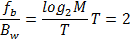 f_b/B_w = log_2 M/T T = 2